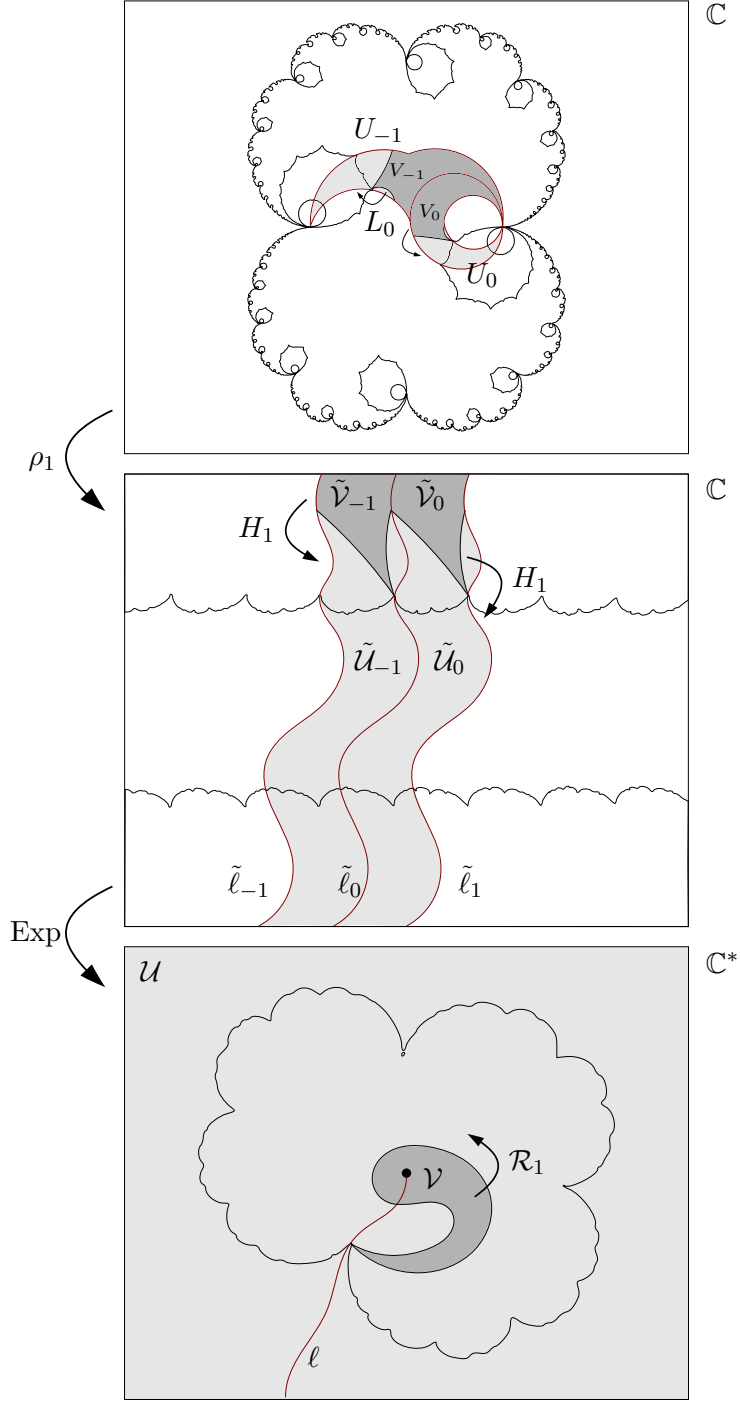 ℂ
U₋₁
V₋₁
V₀
L₀
U₀
ρ₁
ℂ
𝒱̃₋₁ 𝒱̃₀
H₁
H₁
𝒰̃₋₁ 𝒰̃₀
ℓ̃₋₁ ℓ̃₀ ℓ̃₁
Exp
ℂ*
𝒰
ℛ₁
𝒱
ℓ